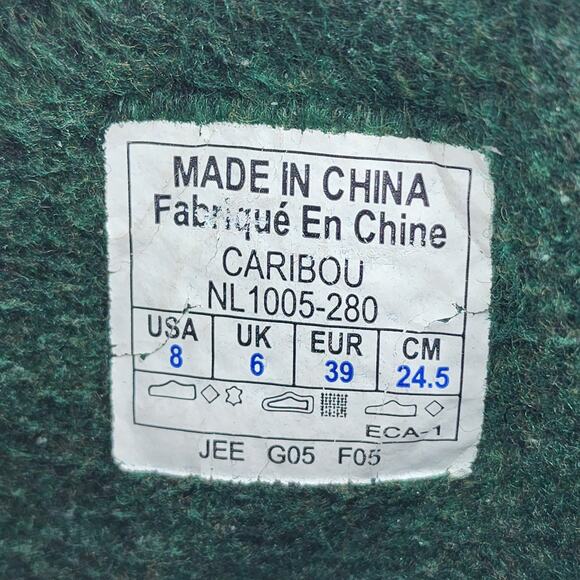 MADE IN CHINA
Fabriqué En Chine
CARIBOU
NL1005-280
USA UK EUR CM
8 6 39 24.5
ECA-1
JEE G05 F05